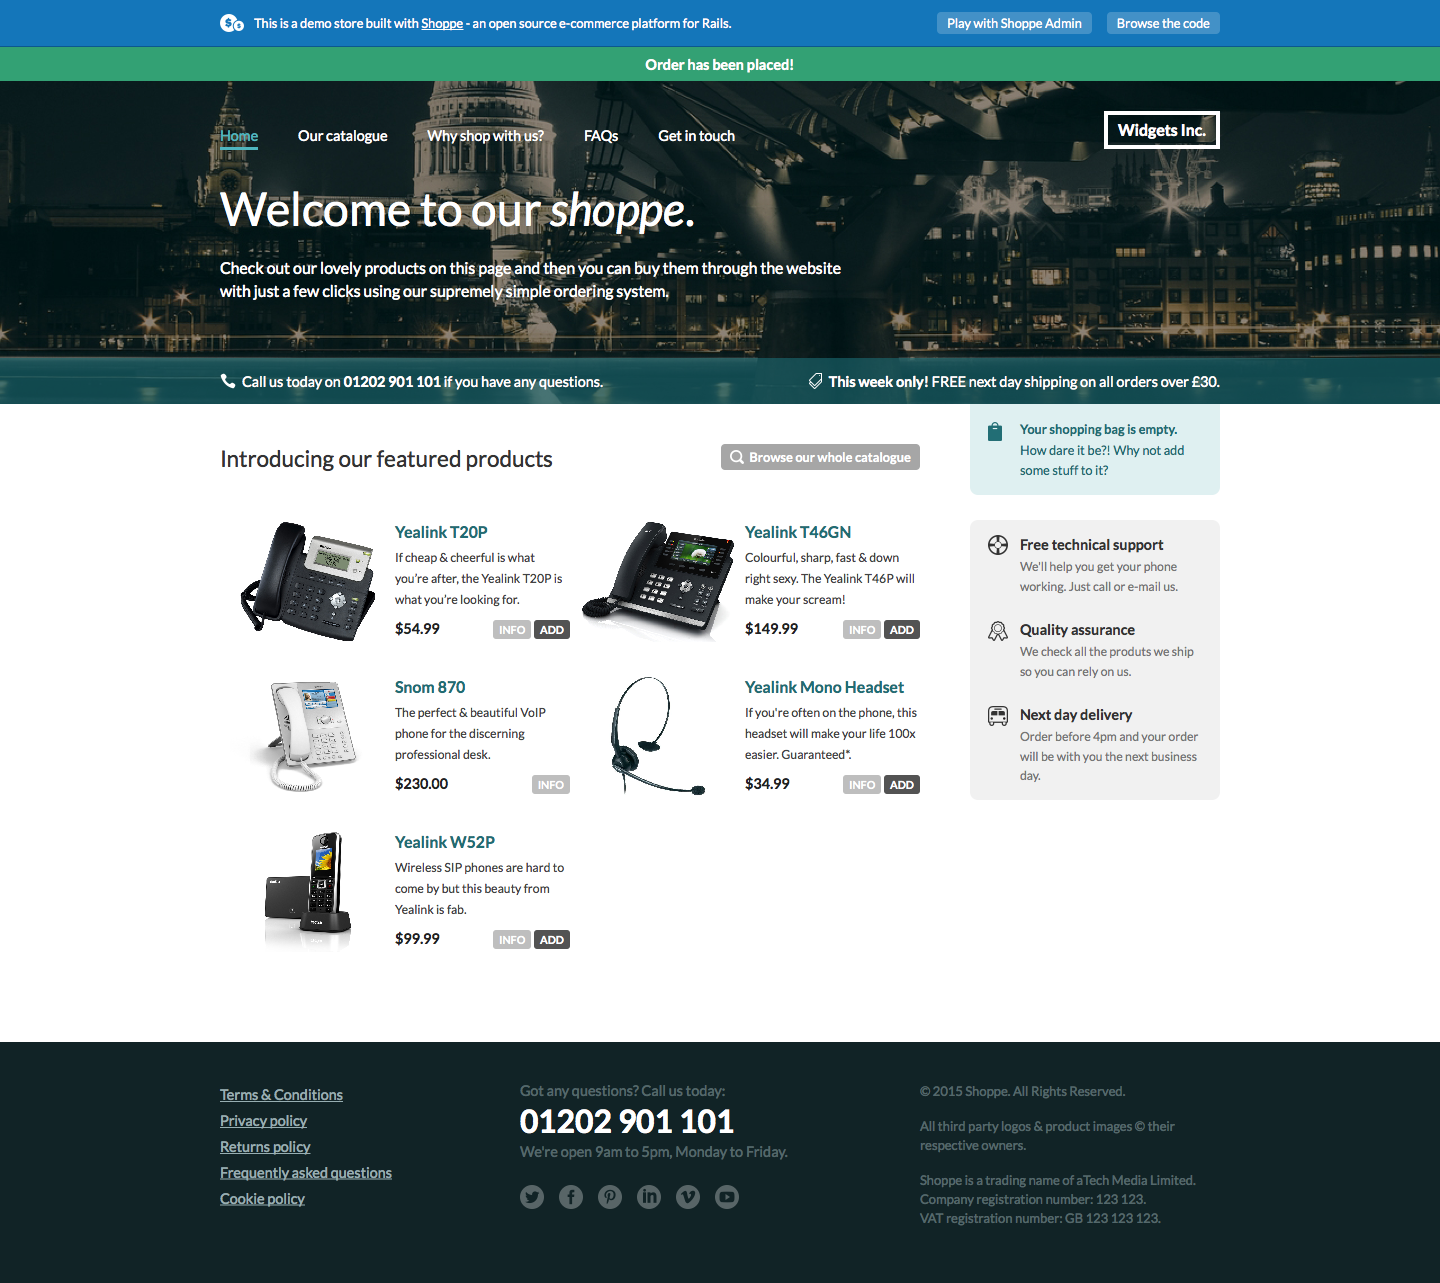 This is a demo store built with Shoppe - an open source e-commerce platform for Rails.
Play with Shoppe Admin
Browse the code
Order has been placed!
Home
Our catalogue
Why shop with us?
FAQs
Get in touch
Widgets Inc.
Welcome to our shoppe.
Check out our lovely products on this page and then you can buy them through the website
with just a few clicks using our supremely simple ordering system.
Call us today on 01202 901 101 if you have any questions.
This week only! FREE next day shipping on all orders over £30.
Introducing our featured products
Browse our whole catalogue
Yealink T20P
If cheap & cheerful is what
you're after, the Yealink T20P is
what you're looking for.
$54.99
INFO
ADD
Yealink T46GN
Colourful, sharp, fast & down
right sexy. The Yealink T46P will
make your scream!
$149.99
INFO
ADD
Snom 870
The perfect & beautiful VoIP
phone for the discerning
professional desk.
$230.00
INFO
Yealink Mono Headset
If you're often on the phone, this
headset will make your life 100x
easier. Guaranteed*.
$34.99
INFO
ADD
Yealink W52P
Wireless SIP phones are hard to
come by but this beauty from
Yealink is fab.
$99.99
INFO
ADD
Your shopping bag is empty.
How dare it be?! Why not add
some stuff to it?
Free technical support
We'll help you get your phone
working. Just call or e-mail us.
Quality assurance
We check all the produts we ship
so you can rely on us.
Next day delivery
Order before 4pm and your order
will be with you the next business
day.
Terms & Conditions
Privacy policy
Returns policy
Frequently asked questions
Cookie policy
Got any questions? Call us today:
01202 901 101
We're open 9am to 5pm, Monday to Friday.
© 2015 Shoppe. All Rights Reserved.
All third party logos & product images © their
respective owners.
Shoppe is a trading name of aTech Media Limited.
Company registration number: 123 123.
VAT registration number: GB 123 123 123.